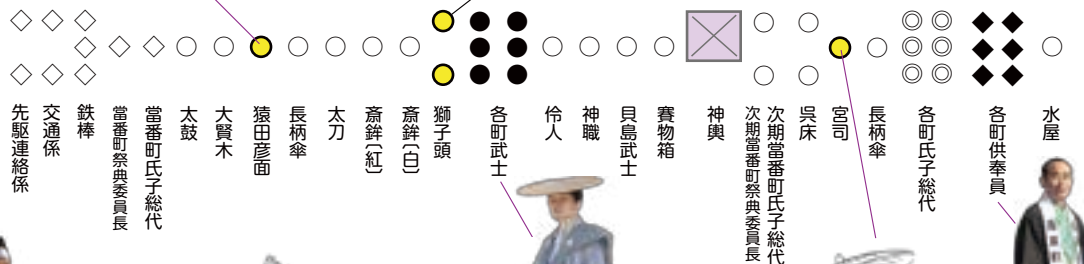 先駆連絡係
交通係
鉄棒
當番町祭典委員長
當番町氏子総代
太鼓
大賢木
猿田彦面
長柄傘
太刀
斎鉾〔紅〕
斎鉾〔白〕
獅子頭
各町武士
伶人
神職
貝島武士
賽物箱
神輿
次期當番町祭典委員長
次期當番町氏子総代
呉床
宮司
長柄傘
各町氏子総代
各町供奉員
水屋